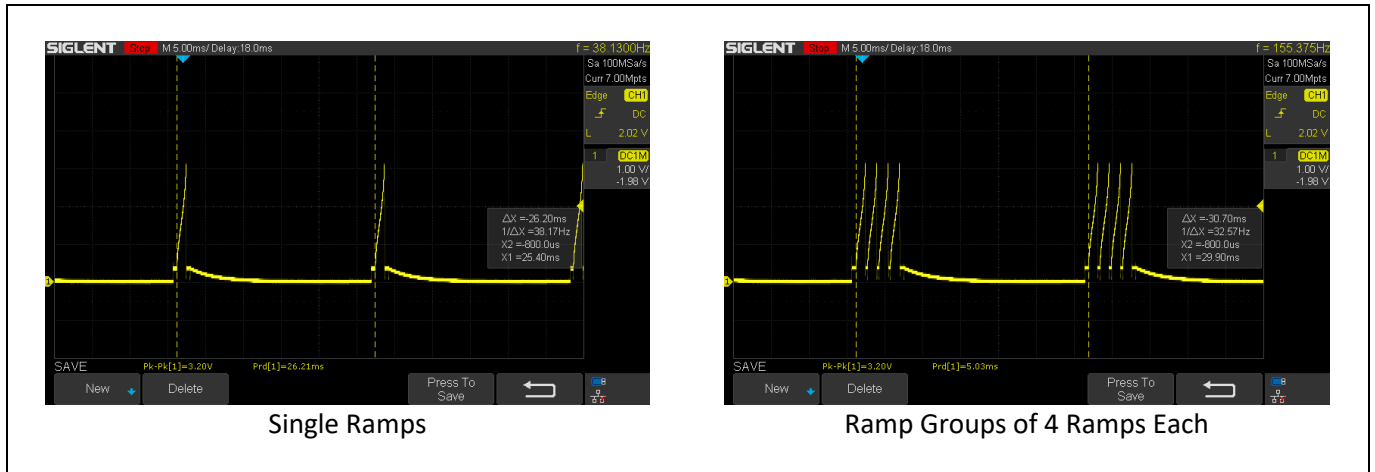 SIGLENT Stop M 5.00ms/ Delay:18.0ms f = 38.1300Hz
Sa 100MSa/s
Curr 7.00Mpts
Edge CH1
DC
L 2.02 V
1 DC1M
1.00 V/
-1.98 V
ΔX =-26.20ms
1/ΔX =38.17Hz
X2 =-800.0us
X1 =25.40ms
1
SAVE Pk-Pk[1]=3.20V Prd[1]=26.21ms
New Delete Press To Save
Single Ramps
SIGLENT Stop M 5.00ms/ Delay:18.0ms f = 155.375Hz
Sa 100MSa/s
Curr 7.00Mpts
Edge CH1
DC
L 2.02 V
1 DC1M
1.00 V/
-1.98 V
ΔX =-30.70ms
1/ΔX =32.57Hz
X2 =-800.0us
X1 =29.90ms
1
SAVE Pk-Pk[1]=3.20V Prd[1]=5.03ms
New Delete Press To Save
Ramp Groups of 4 Ramps Each